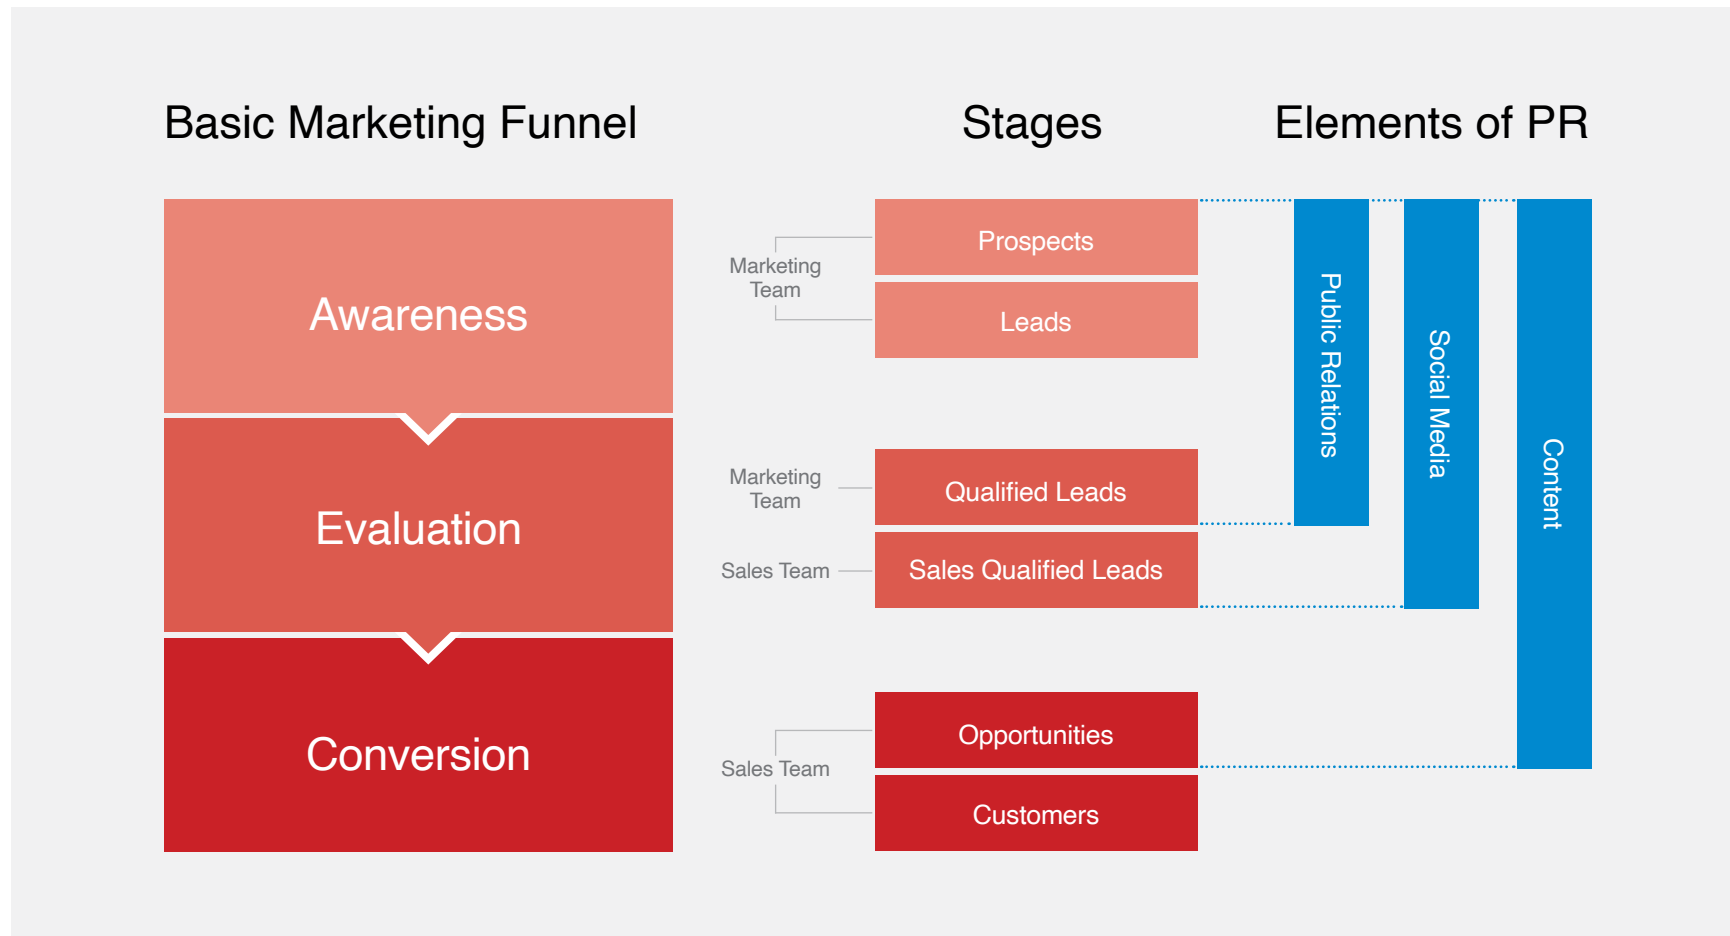 Basic Marketing Funnel
Stages
Elements of PR
Awareness
Evaluation
Conversion
Marketing
Team
Prospects
Leads
Marketing
Team
Qualified Leads
Sales Team
Sales Qualified Leads
Sales Team
Opportunities
Customers
Public Relations
Social Media
Content